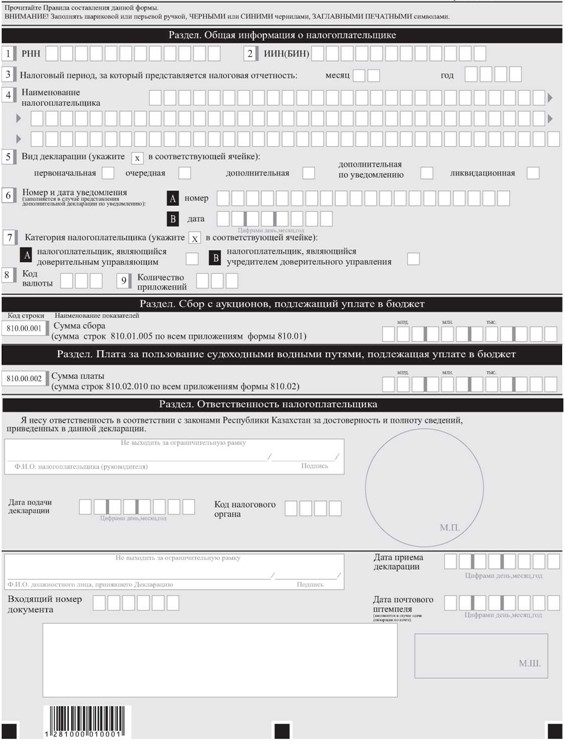 Прочитайте Правила составления данной формы.
ВНИМАНИЕ! Заполнять шариковой или перьевой ручкой, ЧЕРНЫМИ или СИНИМИ чернилами, ЗАГЛАВНЫМИ ПЕЧАТНЫМИ символами.
Раздел. Общая информация о налогоплательщике
1 РНН 2 ИИН(БИН)
3 Налоговый период, за который представляется налоговая отчетность: месяц год
4 Наименование
налогоплательщика
5 Вид декларации (укажите x в соответствующей ячейке):
первоначальная очередная дополнительная дополнительная
по уведомлению ликвидационная
6 Номер и дата уведомления
(заполняется в случае представления
дополнительной декларации по уведомлению):
A номер
B дата
Цифрами день,месяц,год
7 Категория налогоплательщика (укажите X в соответствующей ячейке):
A налогоплательщик, являющийся
доверительным управляющим
B налогоплательщик, являющийся
учредителем доверительного управления
8 Код
валюты
9 Количество
приложений
Раздел. Сбор с аукционов, подлежащий уплате в бюджет
Код строки Наименование показателей
810.00.001 Сумма сбора млрд. млн. тыс.
(сумма строк 810.01.005 по всем приложениям формы 810.01)
Раздел. Плата за пользование судоходными водными путями, подлежащая уплате в бюджет
810.00.002 Сумма платы млрд. млн. тыс.
(сумма строк 810.02.010 по всем приложениям формы 810.02)
Раздел. Ответственность налогоплательщика
Я несу ответственность в соответствии с законами Республики Казахстан за достоверность и полноту сведений,
приведенных в данной декларации.
Не выходить за ограничительную рамку
/ /
Ф.И.О. налогоплательщика (руководителя) Подпись
Дата подачи
декларации
Цифрами день,месяц,год
Код налогового
органа
М.П.
Не выходить за ограничительную рамку
/ /
Ф.И.О. должностного лица, принявшего Декларацию Подпись
Дата приема
декларации
Цифрами день,месяц,год
Входящий номер
документа
Дата почтового
штемпеля
Цифрами день,месяц,год
М.Ш.
1 281000 010001